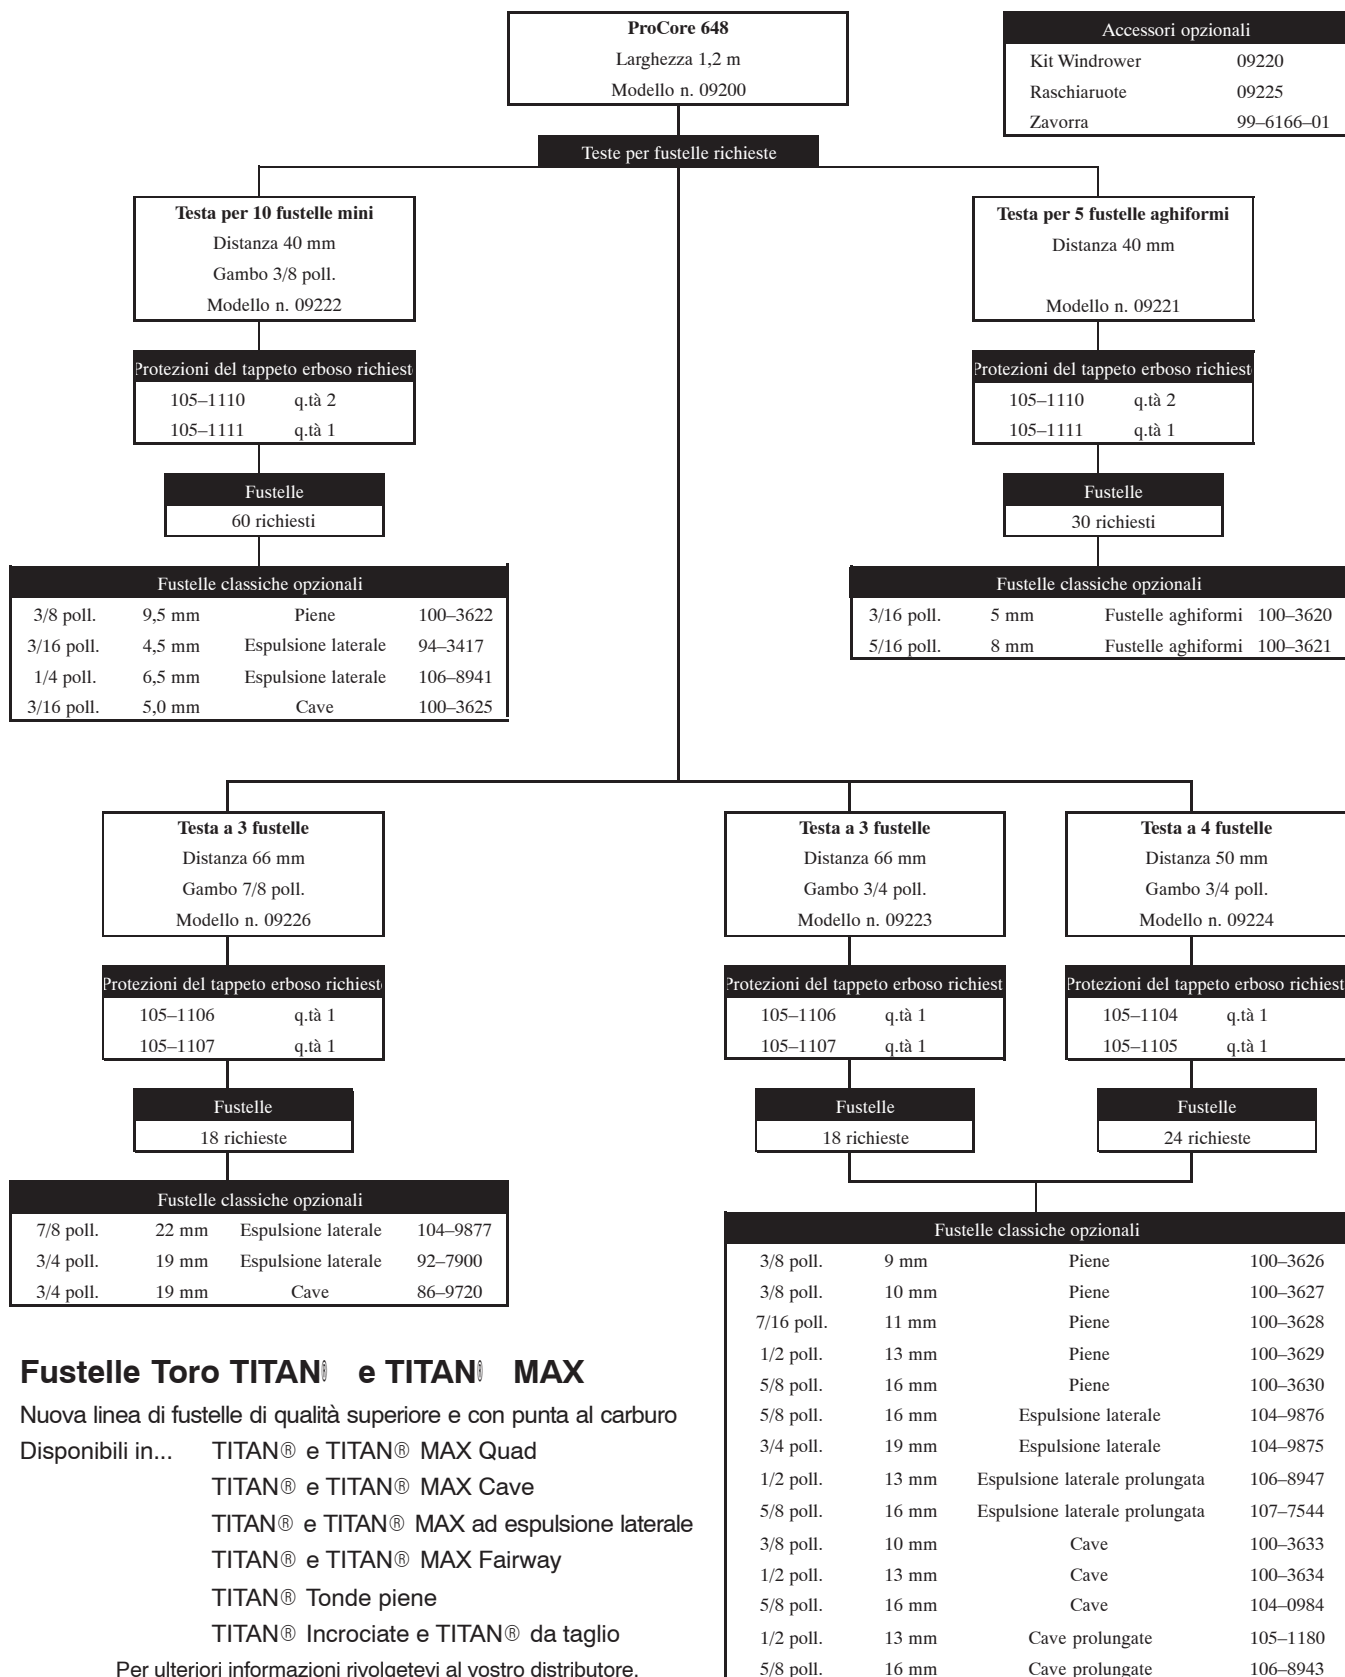 ProCore 648
Larghezza 1,2 m
Modello n. 09200
Accessori opzionali
Kit Windrower 09220
Raschiaruote 09225
Zavorra 99–6166–01
Teste per fustelle richieste
Testa per 10 fustelle mini
Distanza 40 mm
Gambo 3/8 poll.
Modello n. 09222
Protezioni del tappeto erboso richiest
105–1110 q.tà 2
105–1111 q.tà 1
Fustelle
60 richiesti
Fustelle classiche opzionali
3/8 poll. 9,5 mm Piene 100–3622
3/16 poll. 4,5 mm Espulsione laterale 94–3417
1/4 poll. 6,5 mm Espulsione laterale 106–8941
3/16 poll. 5,0 mm Cave 100–3625
Testa per 5 fustelle aghiformi
Distanza 40 mm
Modello n. 09221
Protezioni del tappeto erboso richiest
105–1110 q.tà 2
105–1111 q.tà 1
Fustelle
30 richiesti
Fustelle classiche opzionali
3/16 poll. 5 mm Fustelle aghiformi 100–3620
5/16 poll. 8 mm Fustelle aghiformi 100–3621
Testa a 3 fustelle
Distanza 66 mm
Gambo 7/8 poll.
Modello n. 09226
Protezioni del tappeto erboso richiest
105–1106 q.tà 1
105–1107 q.tà 1
Fustelle
18 richieste
Fustelle classiche opzionali
7/8 poll. 22 mm Espulsione laterale 104–9877
3/4 poll. 19 mm Espulsione laterale 92–7900
3/4 poll. 19 mm Cave 86–9720
Testa a 3 fustelle
Distanza 66 mm
Gambo 3/4 poll.
Modello n. 09223
Protezioni del tappeto erboso richiest
105–1106 q.tà 1
105–1107 q.tà 1
Fustelle
18 richieste
Testa a 4 fustelle
Distanza 50 mm
Gambo 3/4 poll.
Modello n. 09224
Protezioni del tappeto erboso richiest
105–1104 q.tà 1
105–1105 q.tà 1
Fustelle
24 richieste
Fustelle classiche opzionali
3/8 poll. 9 mm Piene 100–3626
3/8 poll. 10 mm Piene 100–3627
7/16 poll. 11 mm Piene 100–3628
1/2 poll. 13 mm Piene 100–3629
5/8 poll. 16 mm Piene 100–3630
5/8 poll. 16 mm Espulsione laterale 104–9876
3/4 poll. 19 mm Espulsione laterale 104–9875
1/2 poll. 13 mm Espulsione laterale prolungata 106–8947
5/8 poll. 16 mm Espulsione laterale prolungata 107–7544
3/8 poll. 10 mm Cave 100–3633
1/2 poll. 13 mm Cave 100–3634
5/8 poll. 16 mm Cave 104–0984
1/2 poll. 13 mm Cave prolungate 105–1180
5/8 poll. 16 mm Cave prolungate 106–8943
Fustelle Toro TITAN® e TITAN® MAX
Nuova linea di fustelle di qualità superiore e con punta al carburo
Disponibili in... TITAN® e TITAN® MAX Quad
TITAN® e TITAN® MAX Cave
TITAN® e TITAN® MAX ad espulsione laterale
TITAN® e TITAN® MAX Fairway
TITAN® Tonde piene
TITAN® Incrociate e TITAN® da taglio
Per ulteriori informazioni rivolgetevi al vostro distributore.